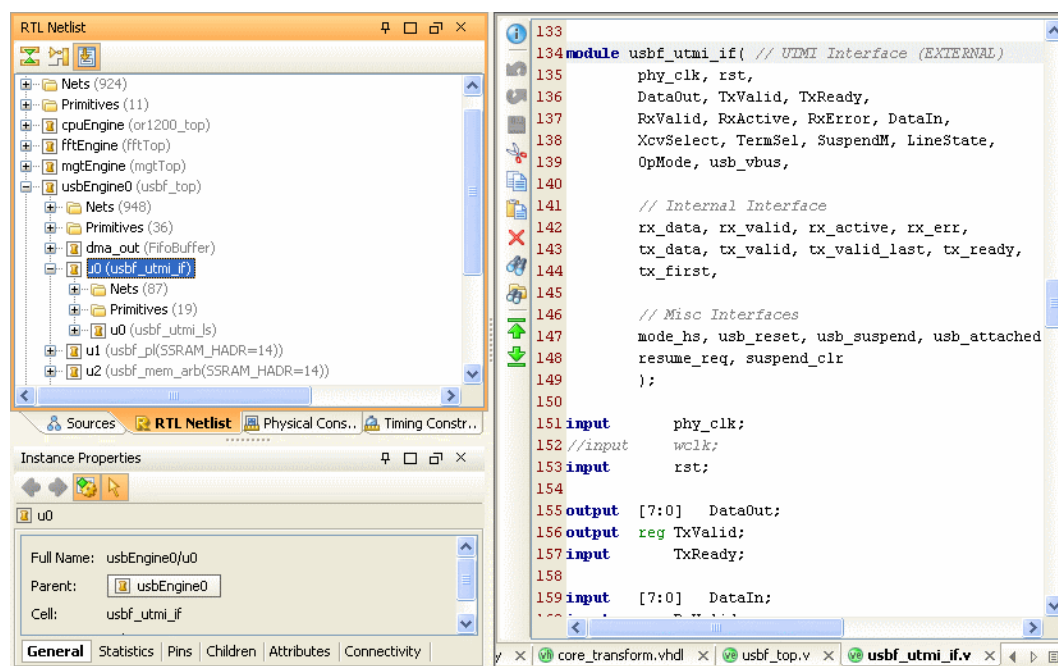 RTL Netlist
Nets (924)
Primitives (11)
cpuEngine (or1200_top)
fftEngine (fftTop)
mgtEngine (mgtTop)
usbEngine0 (usbf_top)
Nets (948)
Primitives (36)
dma_out (FifoBuffer)
u0 (usbf_utmi_if)
Nets (87)
Primitives (19)
u0 (usbf_utmi_ls)
u1 (usbf_pl(SSRAM_HADR=14))
u2 (usbf_mem_arb(SSRAM_HADR=14))
Sources RTL Netlist Physical Cons.. Timing Constr..
Instance Properties
u0
Full Name: usbEngine0/u0
Parent: usbEngine0
Cell: usbf_utmi_if
General Statistics Pins Children Attributes Connectivity
133
134 module usbf_utmi_if( // UTMI Interface (EXTERNAL)
135 phy_clk, rst,
136 DataOut, TxValid, TxReady,
137 RxValid, RxActive, RxError, DataIn,
138 XcvSelect, TermSel, SuspendM, LineState,
139 OpMode, usb_vbus,
140
141 // Internal Interface
142 rx_data, rx_valid, rx_active, rx_err,
143 tx_data, tx_valid, tx_valid_last, tx_ready,
144 tx_first,
145
146 // Misc Interfaces
147 mode_hs, usb_reset, usb_suspend, usb_attached
148 resume_req, suspend_clr
149 );
150
151 input phy_clk;
152 //input wclk;
153 input rst;
154
155 output [7:0] DataOut;
156 output reg TxValid;
157 input TxReady;
158
159 input [7:0] DataIn;
y core_transform.vhdl usbf_top.v usbf_utmi_if.v